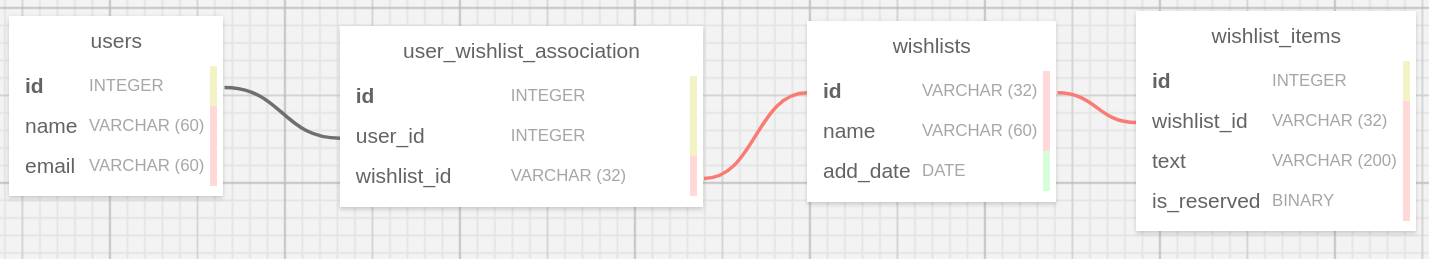 users
id INTEGER
name VARCHAR (60)
email VARCHAR (60)
user_wishlist_association
id INTEGER
user_id INTEGER
wishlist_id VARCHAR (32)
wishlists
id VARCHAR (32)
name VARCHAR (60)
add_date DATE
wishlist_items
id INTEGER
wishlist_id VARCHAR (32)
text VARCHAR (200)
is_reserved BINARY